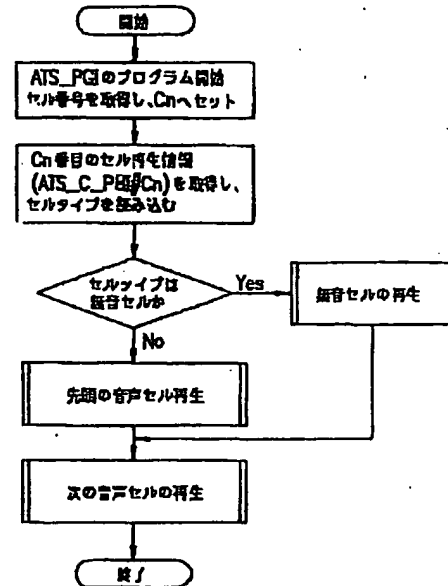 開始
ATS_PGIのプログラム開始
セル番号を取得し、Cnへセット
Cn番目のセル再生情報
(ATS_C_PBI#Cn)を取得し、
セルタイプを読み込む
セルタイプは
無音セルか
Yes
無音セルの再生
No
先頭の音声セル再生
次の音声セルの再生
終了